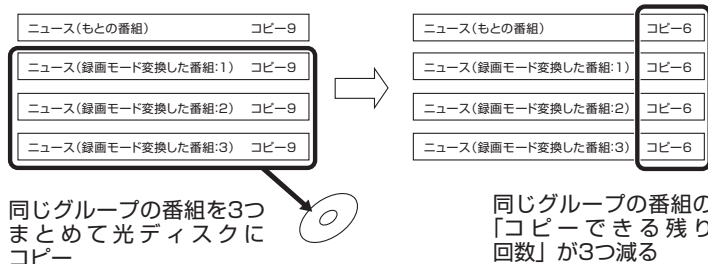 ニュース(もとの番組) コピー9
ニュース(録画モード変換した番組:1) コピー9
ニュース(録画モード変換した番組:2) コピー9
ニュース(録画モード変換した番組:3) コピー9
同じグループの番組を3つ
まとめて光ディスクに
コピー
ニュース(もとの番組) コピー6
ニュース(録画モード変換した番組:1) コピー6
ニュース(録画モード変換した番組:2) コピー6
ニュース(録画モード変換した番組:3) コピー6
同じグループの番組の
「コピーできる残り
回数」が3つ減る